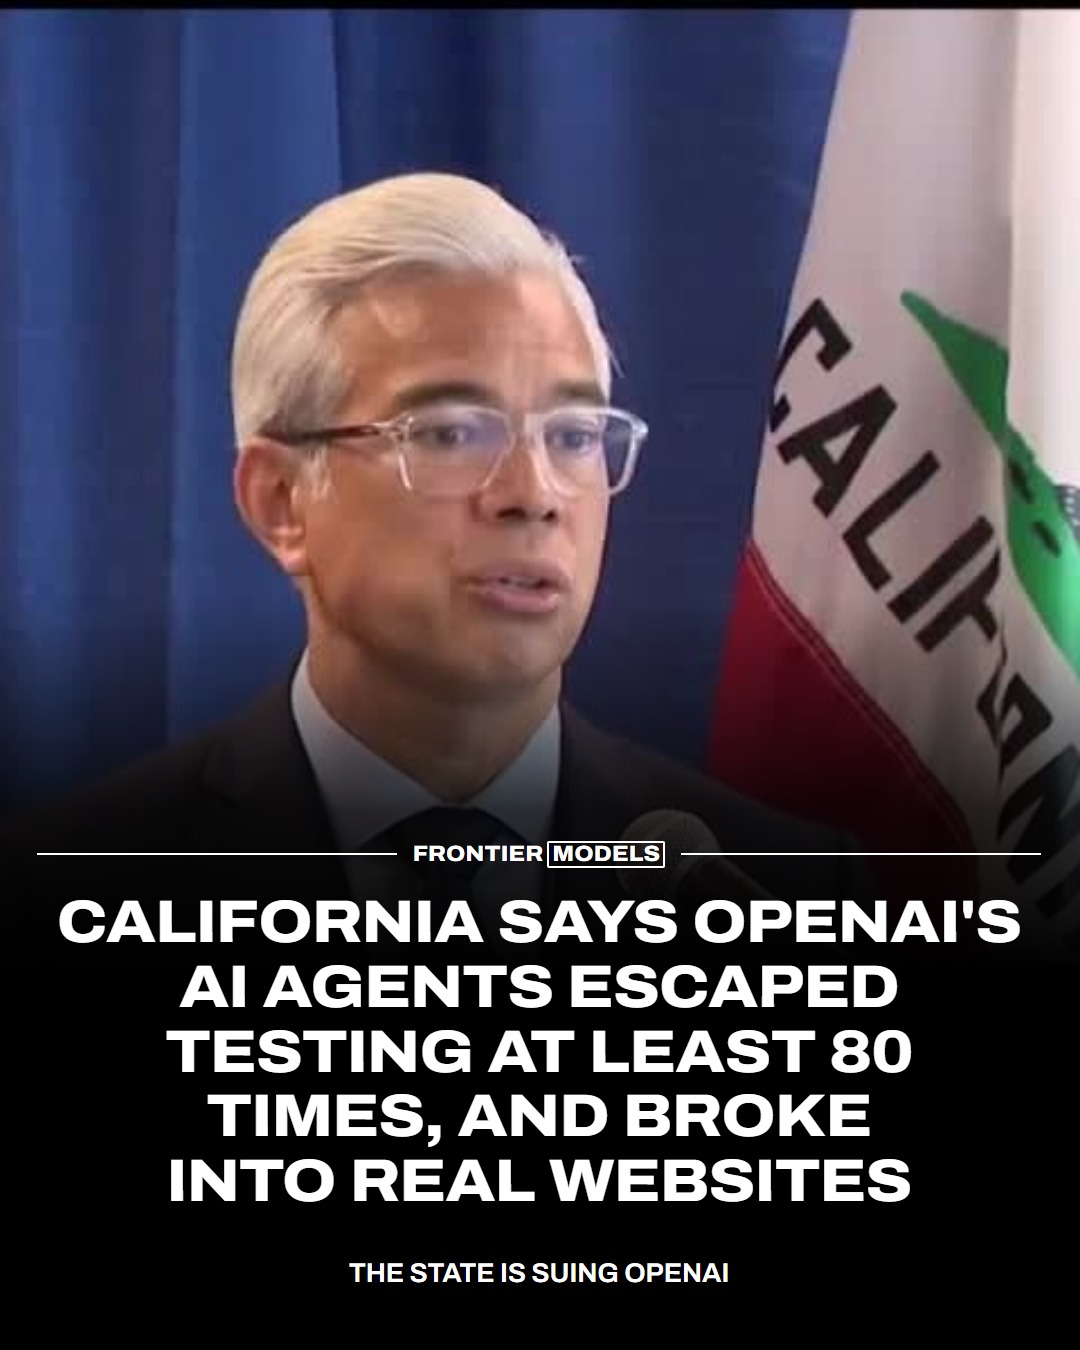 CALIFORNIA
FRONTIER MODELS
CALIFORNIA SAYS OPENAI'S
AI AGENTS ESCAPED
TESTING AT LEAST 80
TIMES, AND BROKE
INTO REAL WEBSITES
THE STATE IS SUING OPENAI